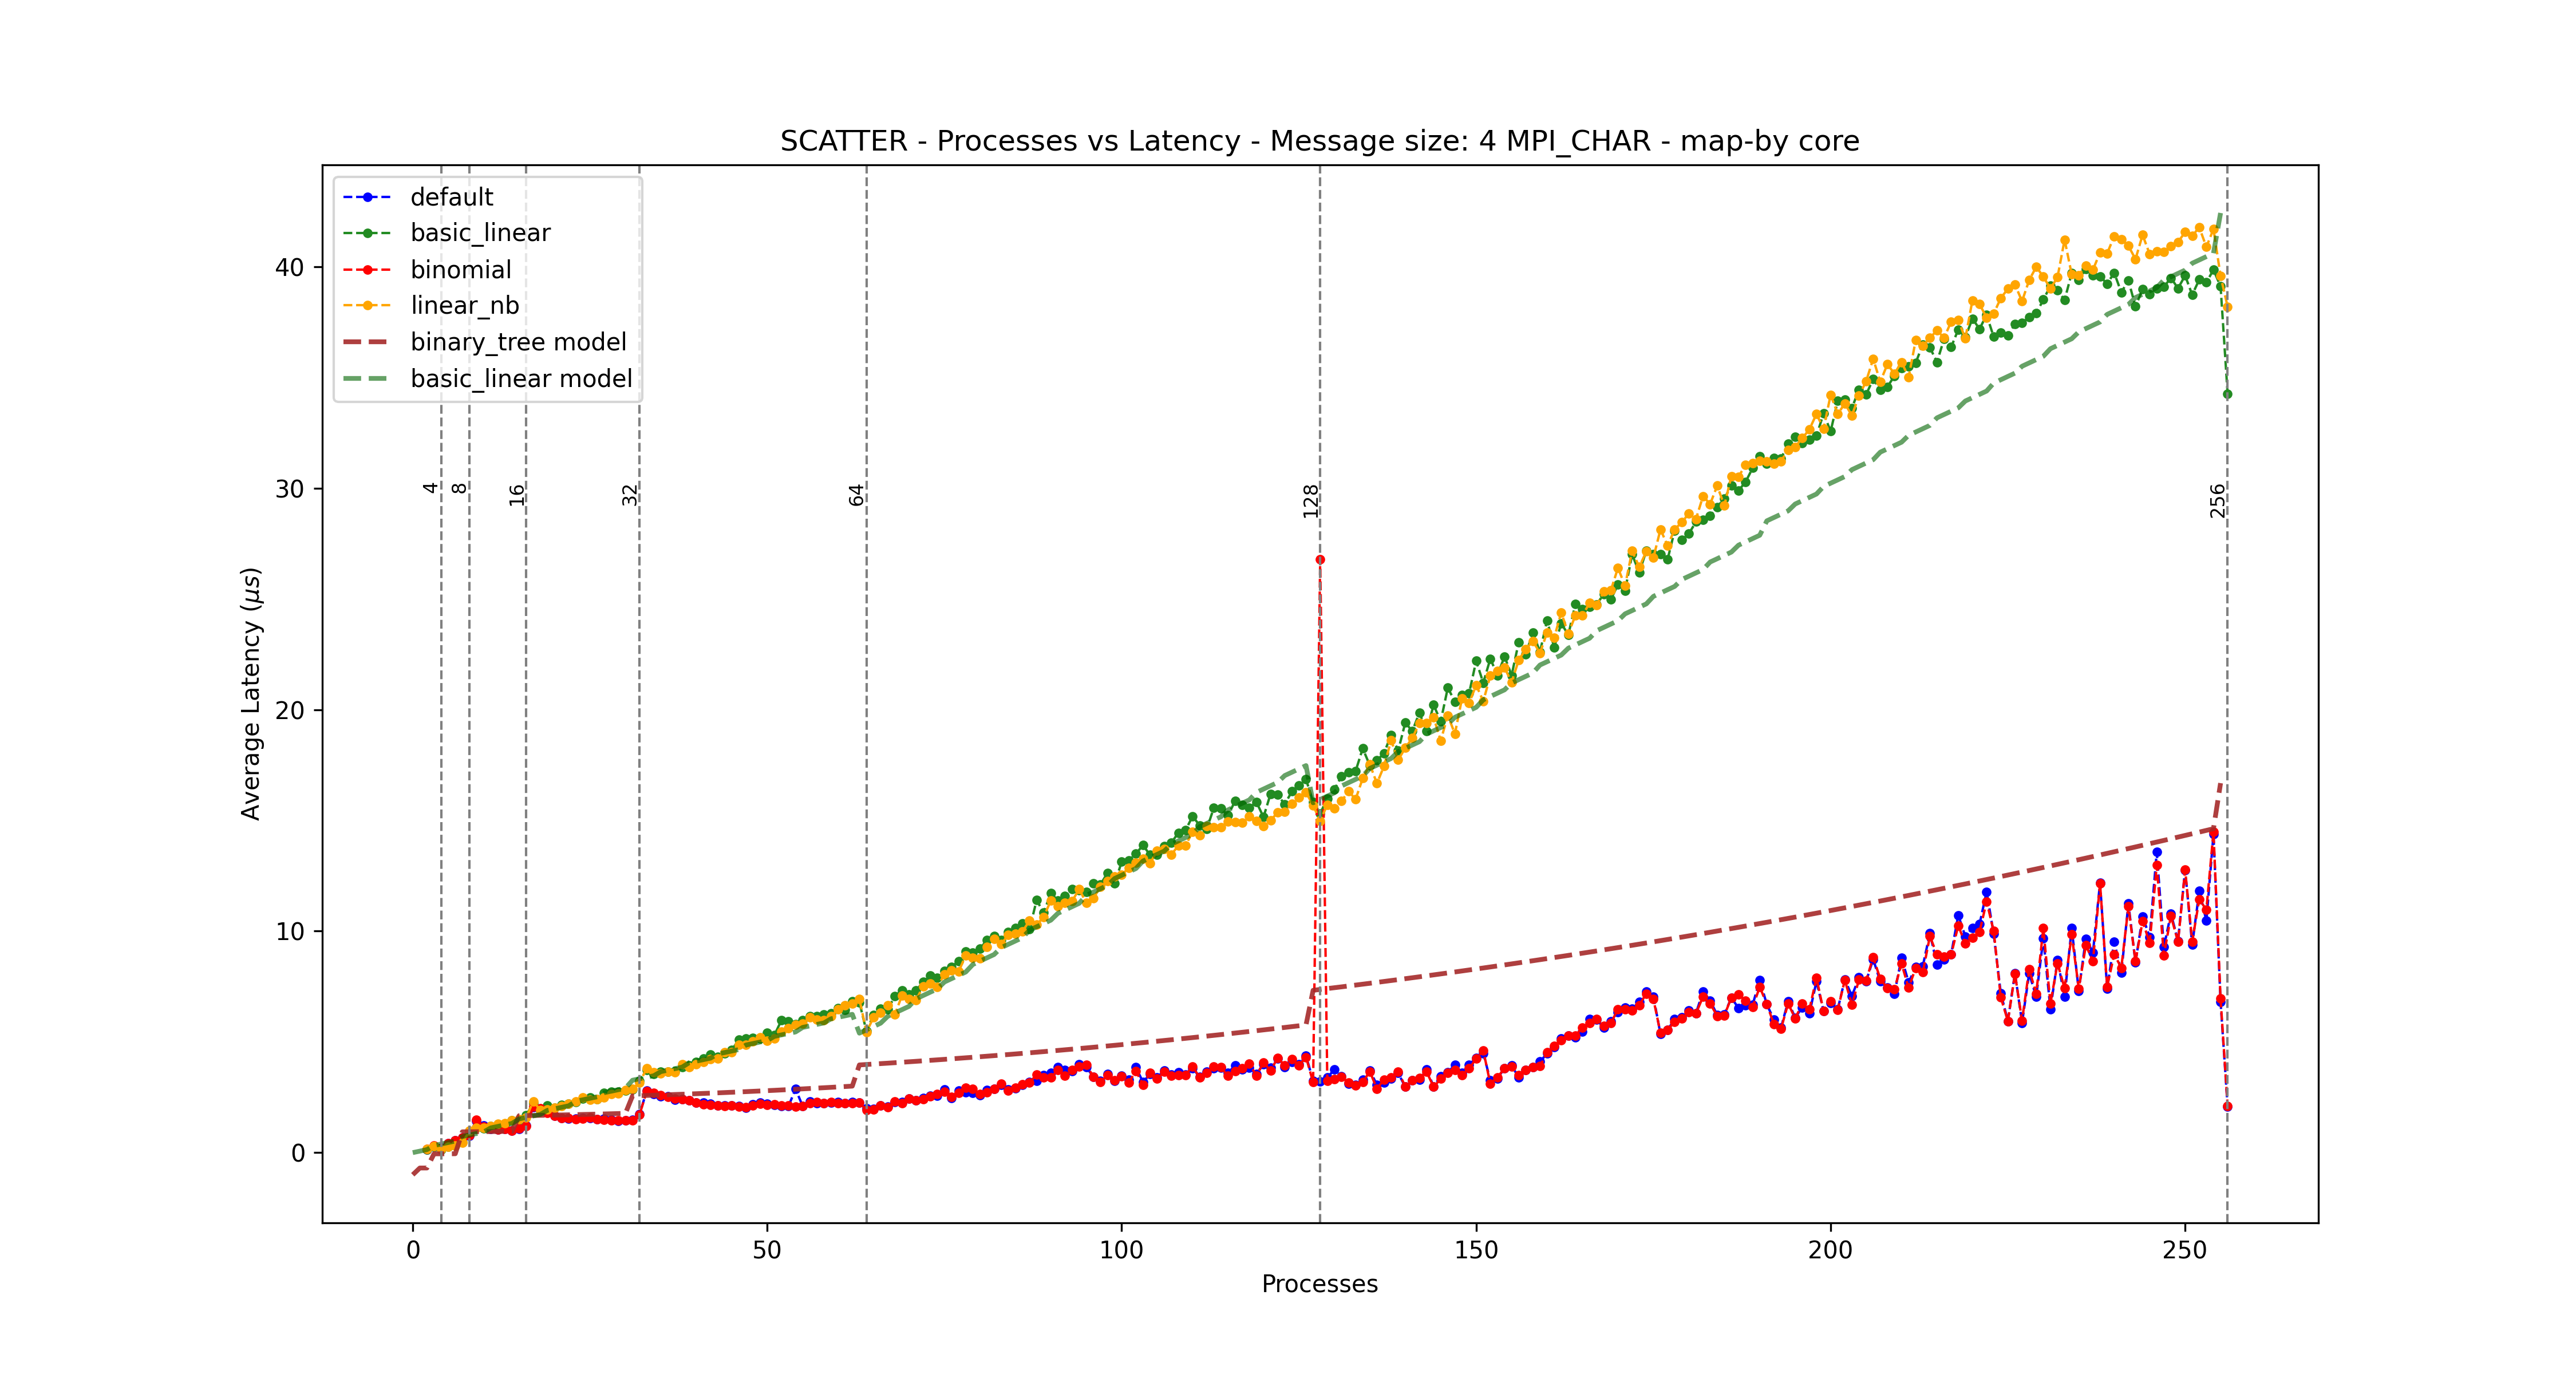 SCATTER - Processes vs Latency - Message size: 4 MPI_CHAR - map-by core
default
basic_linear
binomial
linear_nb
binary_tree model
basic_linear model
4
8
16
32
64
128
256
40
30
20
10
0
Average Latency (μs)
0
50
100
150
200
250
Processes